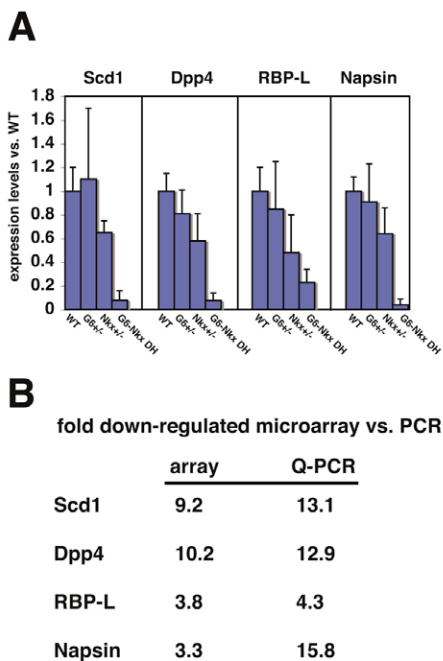 A
Scd1 Dpp4 RBP-L Napsin
expression levels vs. WT
1.8
1.6
1.4
1.2
1
0.8
0.6
0.4
0.2
0
WT G6+/- Nkx+/- G6-Nkx DH WT G6+/- Nkx+/- G6-Nkx DH WT G6+/- Nkx+/- G6-Nkx DH WT G6+/- Nkx+/- G6-Nkx DH
B
fold down-regulated microarray vs. PCR
array Q-PCR
Scd1 9.2 13.1
Dpp4 10.2 12.9
RBP-L 3.8 4.3
Napsin 3.3 15.8